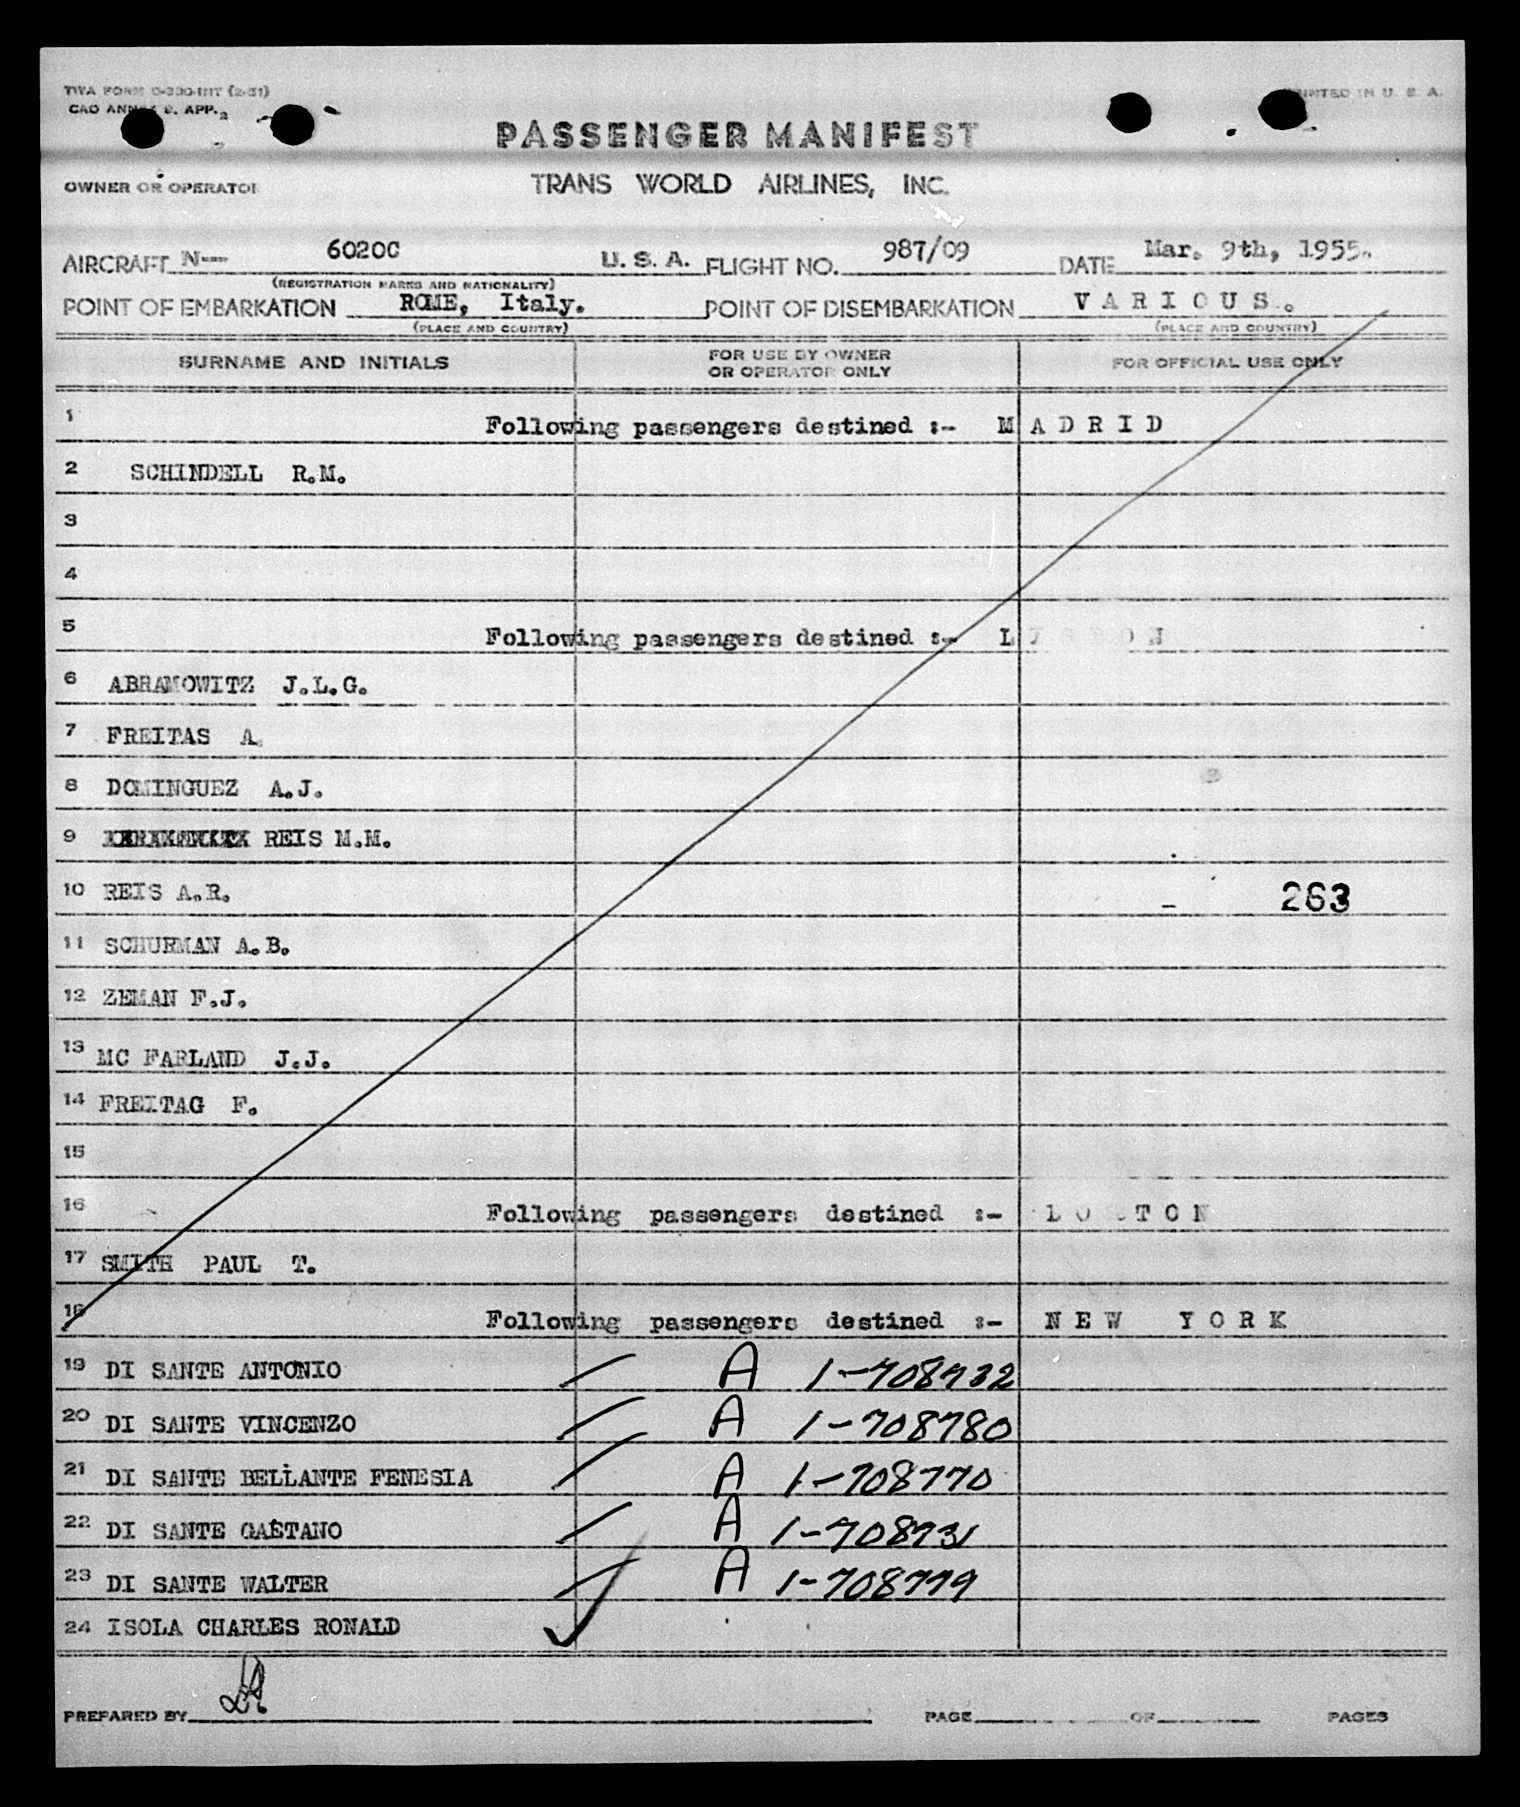 TWA FORM O-330-INT (2-51)
CAO ANNEX 9. APP. 2
PRINTED IN U. S. A.
PASSENGER MANIFEST
OWNER OR OPERATOR TRANS WORLD AIRLINES, INC.
AIRCRAFT N--- 6020C U. S. A. FLIGHT NO. 987/09 DATE Mar. 9th, 1955.
(REGISTRATION MARKS AND NATIONALITY)
POINT OF EMBARKATION ROME, Italy. POINT OF DISEMBARKATION V A R I O U S .
(PLACE AND COUNTRY) (PLACE AND COUNTRY)
SURNAME AND INITIALS FOR USE BY OWNER OR OPERATOR ONLY FOR OFFICIAL USE ONLY
1 Following passengers destined :- M A D R I D
2 SCHINDELL R.M.
3
4
5 Following passengers destined :- L I S B O N
6 ABRAMOWITZ J.L.G.
7 FREITAS A.
8 DOMINGUEZ A.J.
9 REIS M.M.
10 REIS A.R. 263
11 SCHURMAN A.B.
12 ZEMAN F.J.
13 MC FARLAND J.J.
14 FREITAG F.
15
16 Following passengers destined :- B O S T O N
17 SMITH PAUL T.
18 Following passengers destined :- N E W Y O R K
19 DI SANTE ANTONIO A 1-708732
20 DI SANTE VINCENZO A 1-708780
21 DI SANTE BELLANTE FENESIA A 1-708770
22 DI SANTE GAETANO A 1-708731
23 DI SANTE WALTER A 1-708779
24 ISOLA CHARLES RONALD
PREPARED BY PAGE OF PAGES